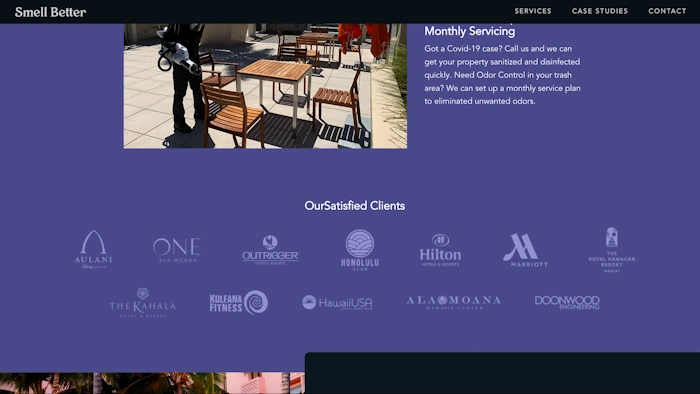 Smell Better
SERVICES CASE STUDIES CONTACT
Monthly Servicing
Got a Covid-19 case? Call us and we can
get your property sanitized and disinfected
quickly. Need Odor Control in your trash
area? We can set up a monthly service plan
to eliminated unwanted odors.
OurSatisfied Clients
AULANI
ONE
ALA MOANA
OUTRIGGER
HOTELS · RESORTS
HONOLULU
CLUB
Hilton
HOTELS & RESORTS
MARRIOTT
THE
ROYAL HAWAIIAN
RESORT
WAIKIKI
THE KAHALA
HOTEL & RESORT
KULEANA
FITNESS
HawaiiUSA
ALA MOANA
HAWAII'S CENTER
DOONWOOD
ENGINEERING